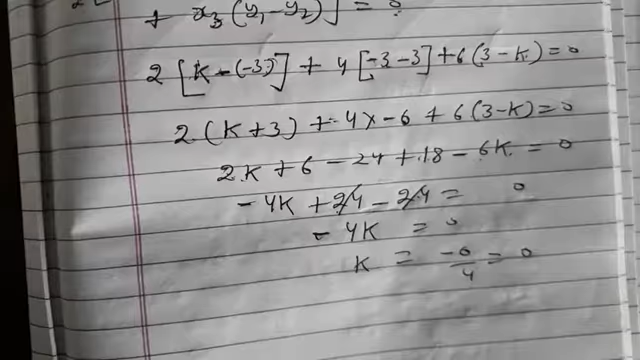 + x₃(y₁-y₂)] = 0
2[K-(-3)] + 4[-3-3]+6(3-K)=0
2(K+3) + 4x-6 + 6(3-K)=0
2K+6-24+18-6K=0
-4K+24-24= 0
-4K = 0
K = -0/4 = 0